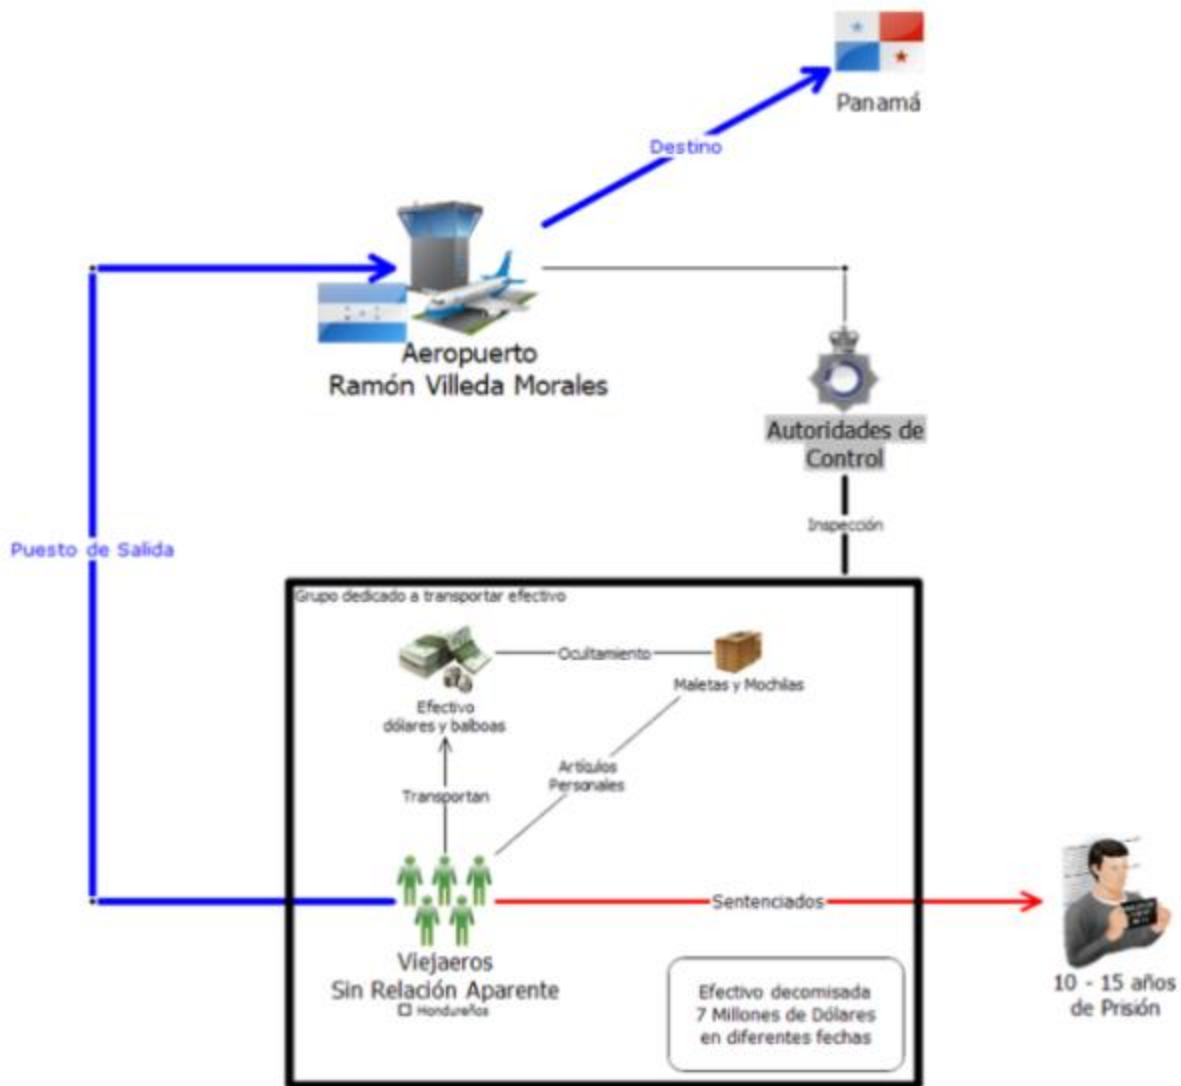 Panamá
Destino
Aeropuerto
Ramón Villeda Morales
Autoridades de
Control
Inspección
Puesto de Salida
Grupo dedicado a transportar efectivo
Ocultamiento
Maletas y Mochilas
Efectivo
dólares y balboas
Artículos
Personales
Transportan
Sentenciados
Viejaeros
Sin Relación Aparente
Hondureños
Efectivo decomisada
7 Millones de Dólares
en diferentes fechas
10 - 15 años
de Prisión